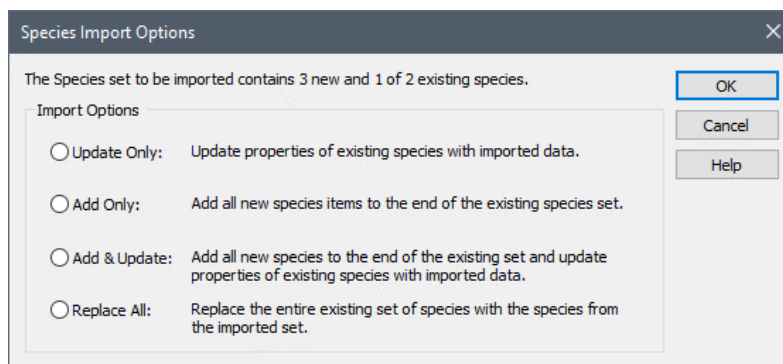 Species Import Options
The Species set to be imported contains 3 new and 1 of 2 existing species.
OK
Import Options
Cancel
Update Only: Update properties of existing species with imported data.
Help
Add Only: Add all new species items to the end of the existing species set.
Add & Update: Add all new species to the end of the existing set and update
properties of existing species with imported data.
Replace All: Replace the entire existing set of species with the species from
the imported set.